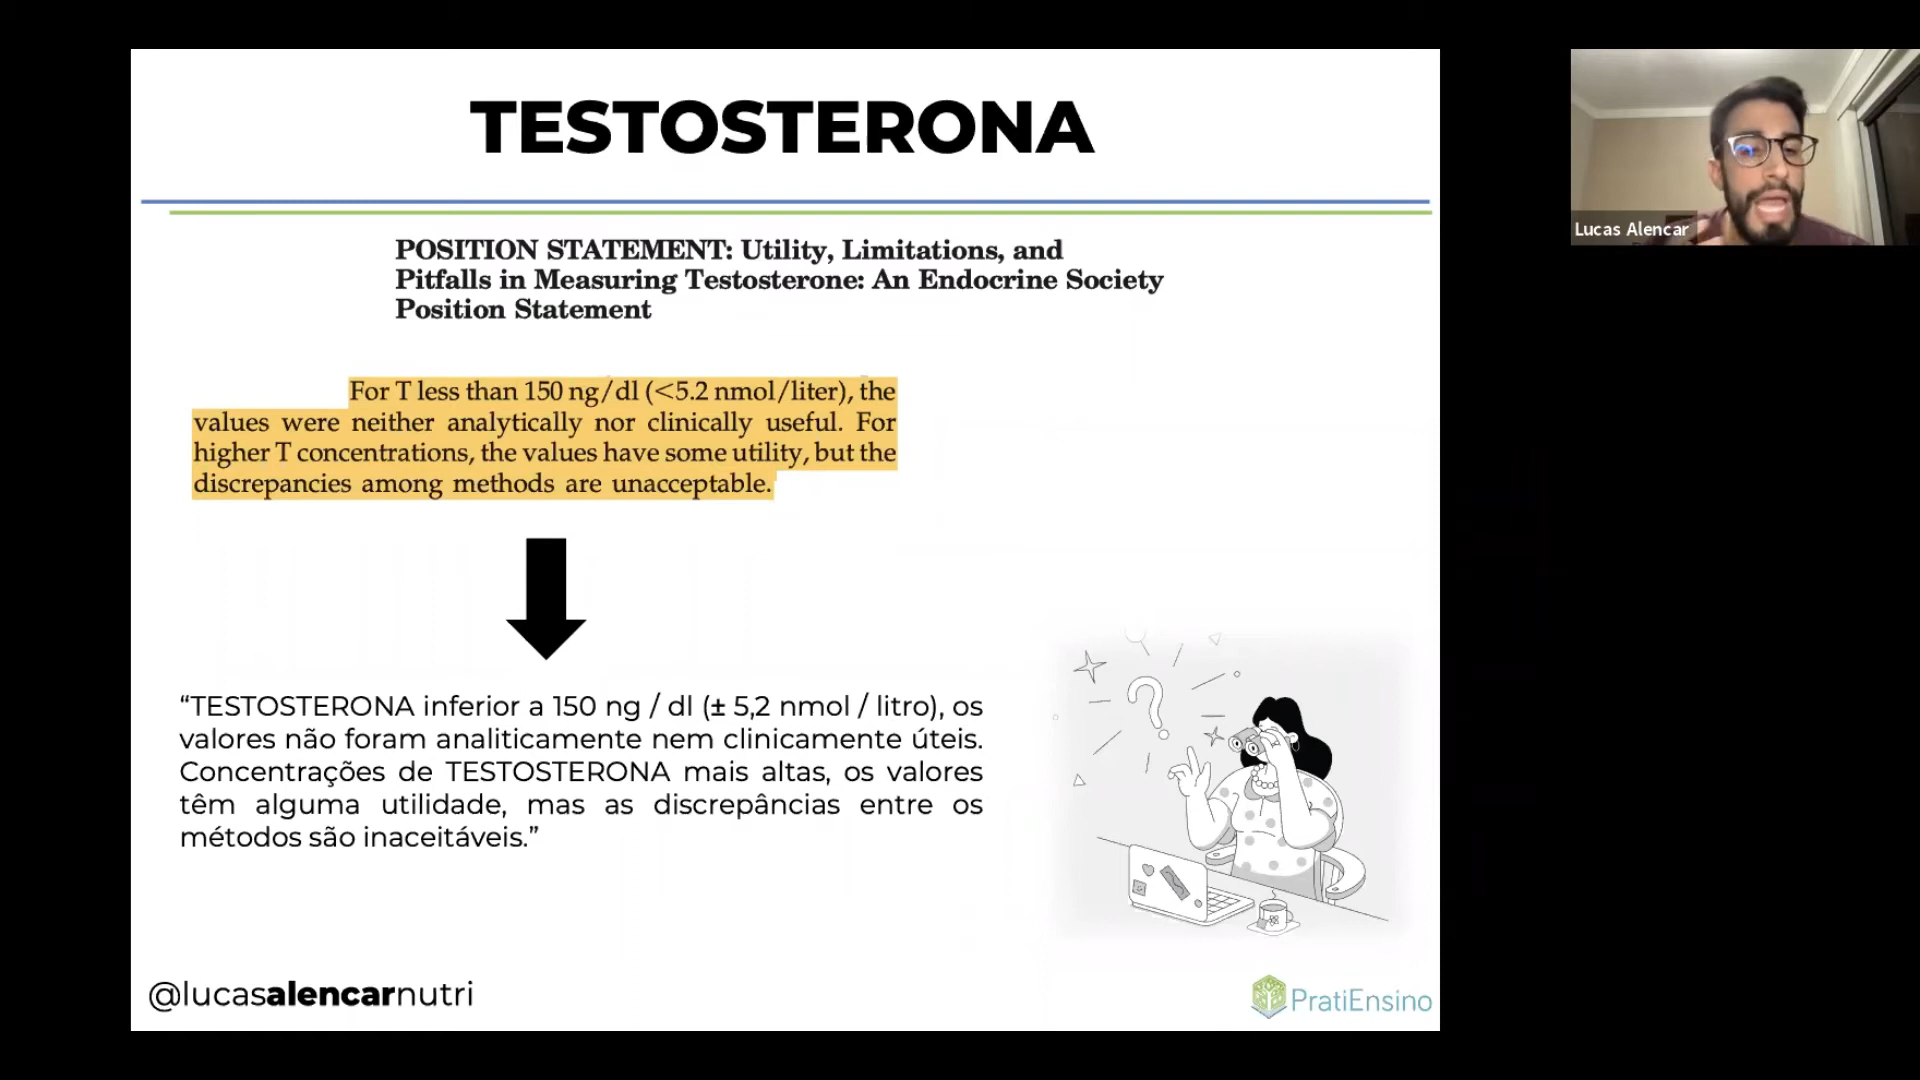 TESTOSTERONA
POSITION STATEMENT: Utility, Limitations, and
Pitfalls in Measuring Testosterone: An Endocrine Society
Position Statement
For T less than 150 ng/dl (<5.2 nmol/liter), the
values were neither analytically nor clinically useful. For
higher T concentrations, the values have some utility, but the
discrepancies among methods are unacceptable.
“TESTOSTERONA inferior a 150 ng / dl (± 5,2 nmol / litro), os
valores não foram analiticamente nem clinicamente úteis.
Concentrações de TESTOSTERONA mais altas, os valores
têm alguma utilidade, mas as discrepâncias entre os
métodos são inaceitáveis.”
@lucasalencarnutri
PratiEnsino
Lucas Alencar